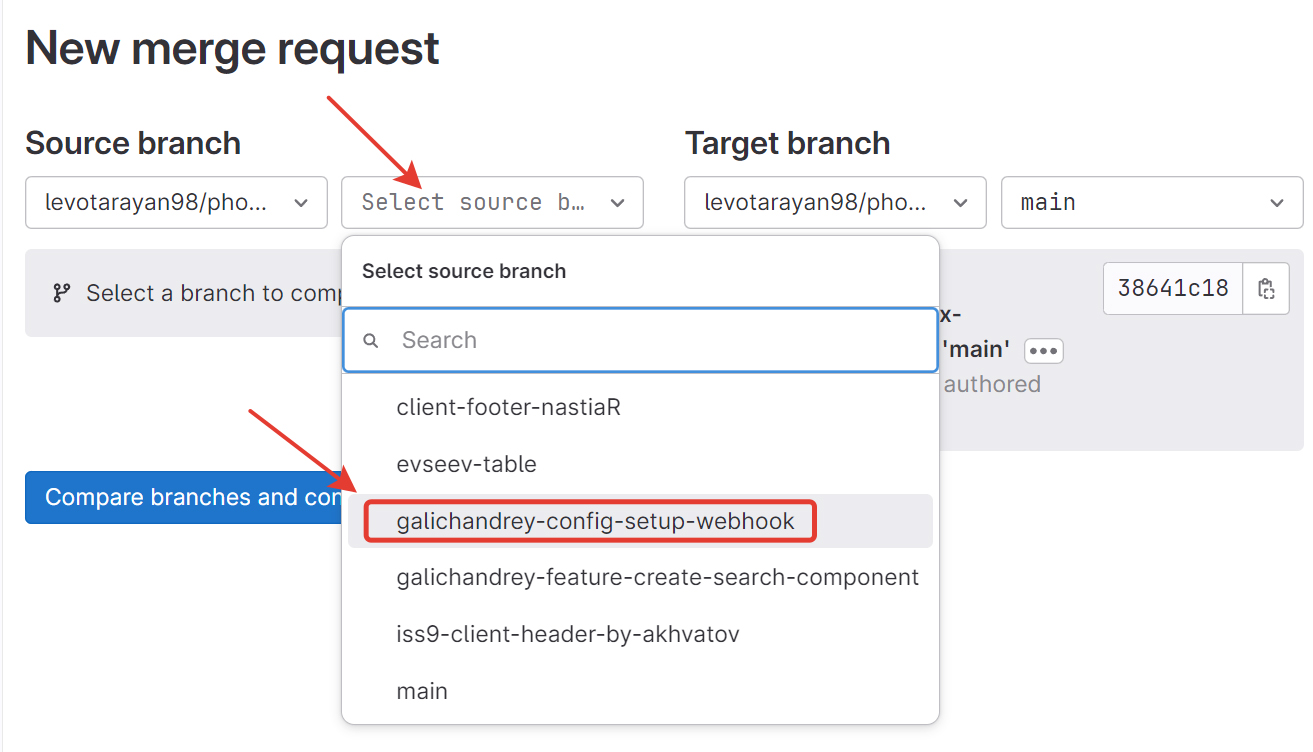 New merge request
Source branch
Target branch
levotarayan98/pho...
Select source b...
levotarayan98/pho...
main
Select a branch to comp
Select source branch
38641c18
x-
'main'
authored
Search
client-footer-nastiaR
evseev-table
Compare branches and con
galichandrey-config-setup-webhook
galichandrey-feature-create-search-component
iss9-client-header-by-akhvatov
main